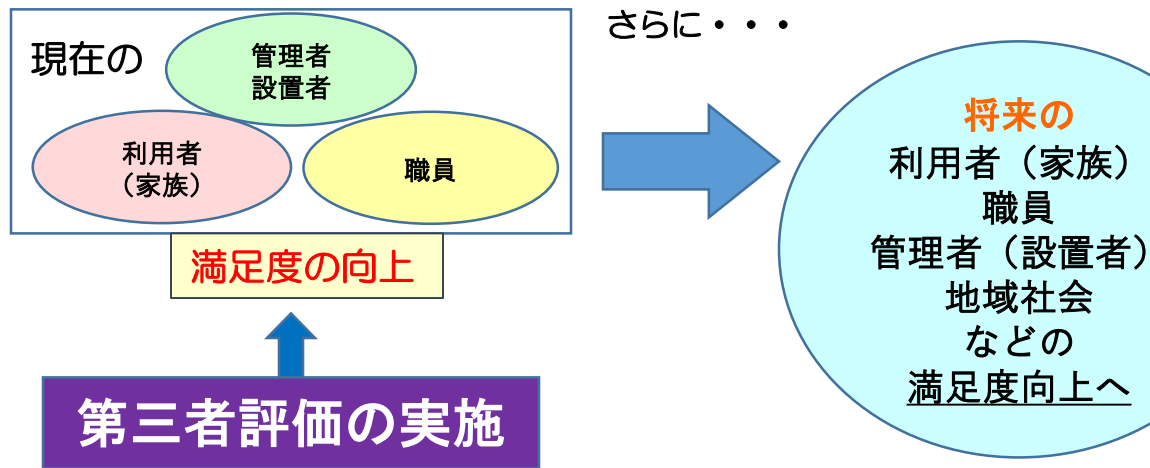 現在の
管理者
設置者
利用者
（家族）
職員
満足度の向上
第三者評価の実施
さらに・・・
将来の
利用者（家族）
職員
管理者（設置者）
地域社会
などの
満足度向上へ